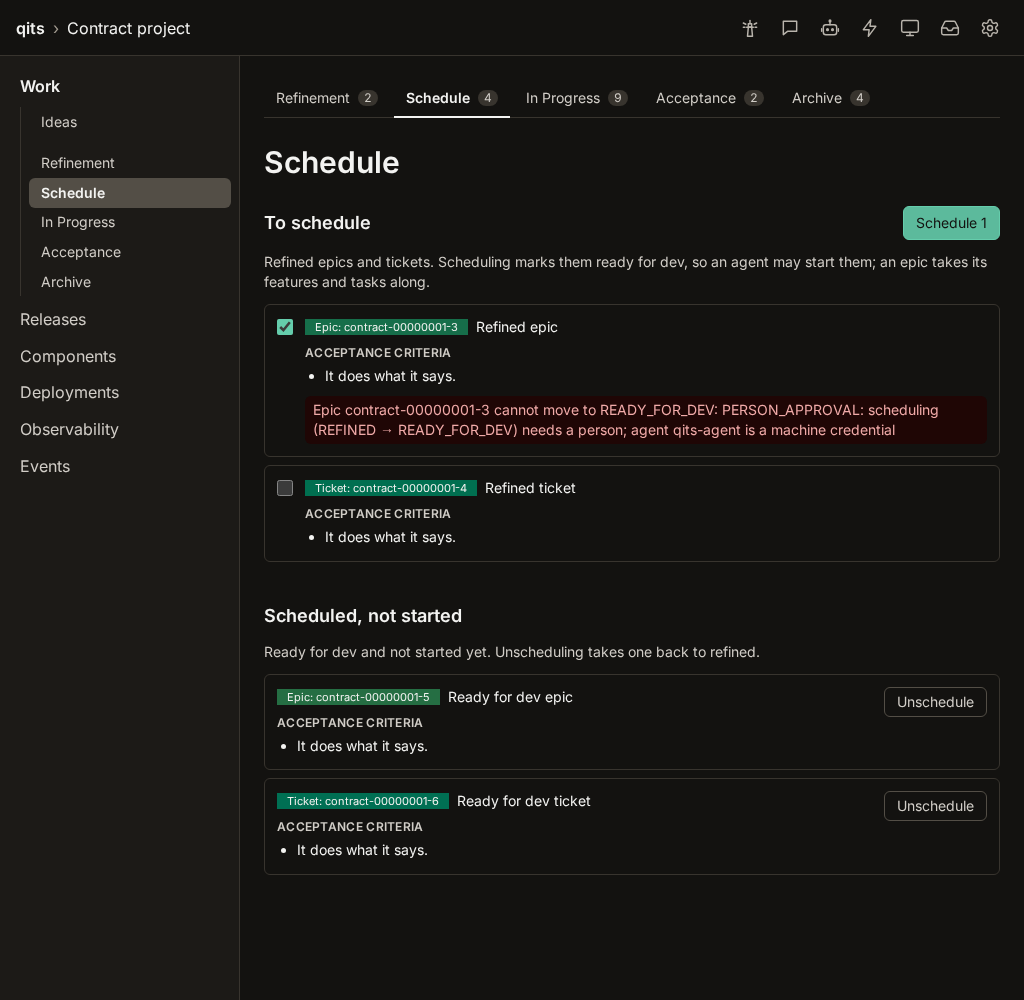 qits › Contract project
Work
Ideas
Refinement
Schedule
In Progress
Acceptance
Archive
Releases
Components
Deployments
Observability
Events
Refinement 2 Schedule 4 In Progress 9 Acceptance 2 Archive 4
Schedule
To schedule
Schedule 1
Refined epics and tickets. Scheduling marks them ready for dev, so an agent may start them; an epic takes its
features and tasks along.
Epic: contract-00000001-3 Refined epic
ACCEPTANCE CRITERIA
• It does what it says.
Epic contract-00000001-3 cannot move to READY_FOR_DEV: PERSON_APPROVAL: scheduling
(REFINED → READY_FOR_DEV) needs a person; agent qits-agent is a machine credential
Ticket: contract-00000001-4 Refined ticket
ACCEPTANCE CRITERIA
• It does what it says.
Scheduled, not started
Ready for dev and not started yet. Unscheduling takes one back to refined.
Epic: contract-00000001-5 Ready for dev epic
Unschedule
ACCEPTANCE CRITERIA
• It does what it says.
Ticket: contract-00000001-6 Ready for dev ticket
Unschedule
ACCEPTANCE CRITERIA
• It does what it says.